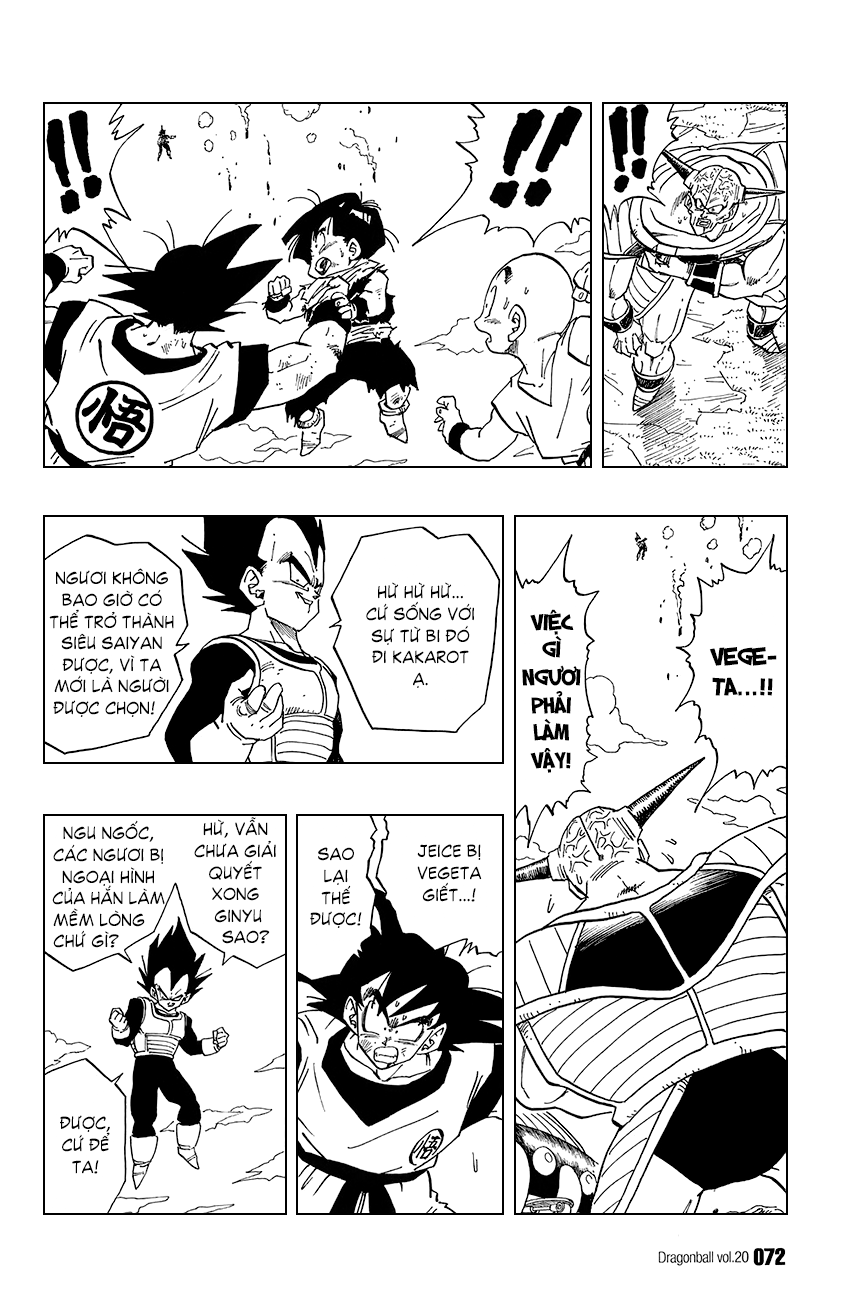 !!
!!
!!
悟
VEGE-
TA...!!
VIỆC
GÌ
NGƯƠI
PHẢI
LÀM
VẬY!
HỪ HỪ HỪ...
CỨ SỐNG VỚI
SỰ TỪ BI ĐÓ
ĐI KAKAROT
Ạ.
NGƯƠI KHÔNG
BAO GIỜ CÓ
THỂ TRỞ THÀNH
SIÊU SAIYAN
ĐƯỢC, VÌ TA
MỚI LÀ NGƯỜI
ĐƯỢC CHỌN!
JEICE BỊ
VEGETA
GIẾT...!
SAO
LẠI
THẾ
ĐƯỢC!
悟
HỪ, VẪN
CHƯA GIẢI
QUYẾT
XONG
GINYU
SAO?
NGU NGỐC,
CÁC NGƯƠI BỊ
NGOẠI HÌNH
CỦA HẮN LÀM
MỀM LÒNG
CHỨ GÌ?
ĐƯỢC,
CỨ ĐỂ
TA!
Dragonball vol.20 072